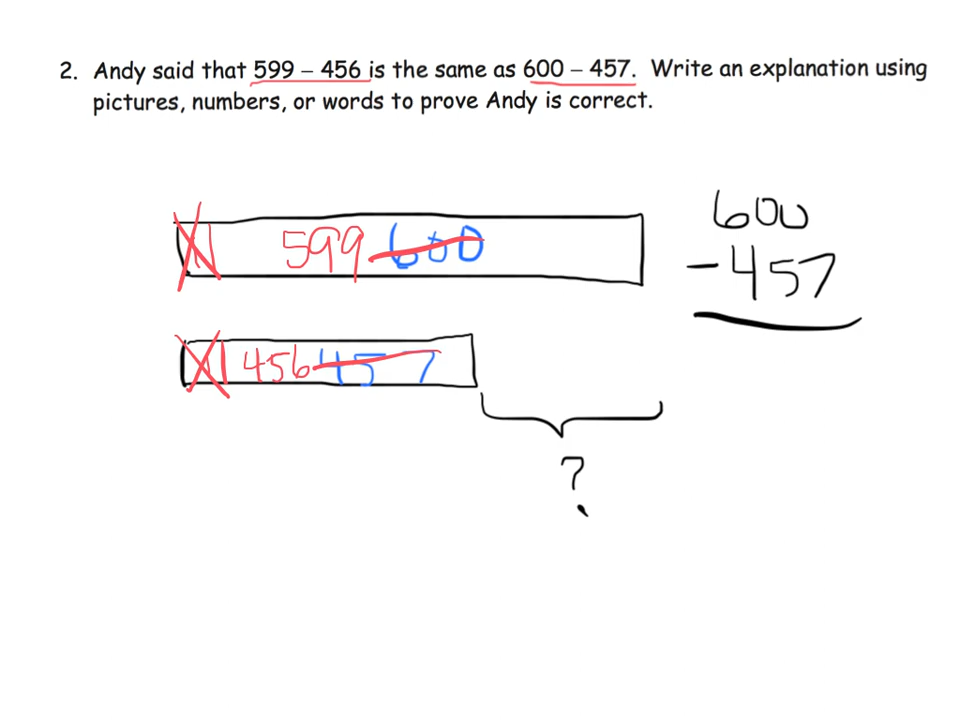 2. Andy said that 599 – 456 is the same as 600 – 457. Write an explanation using
pictures, numbers, or words to prove Andy is correct.
600
- 457
599 600
456 457
?